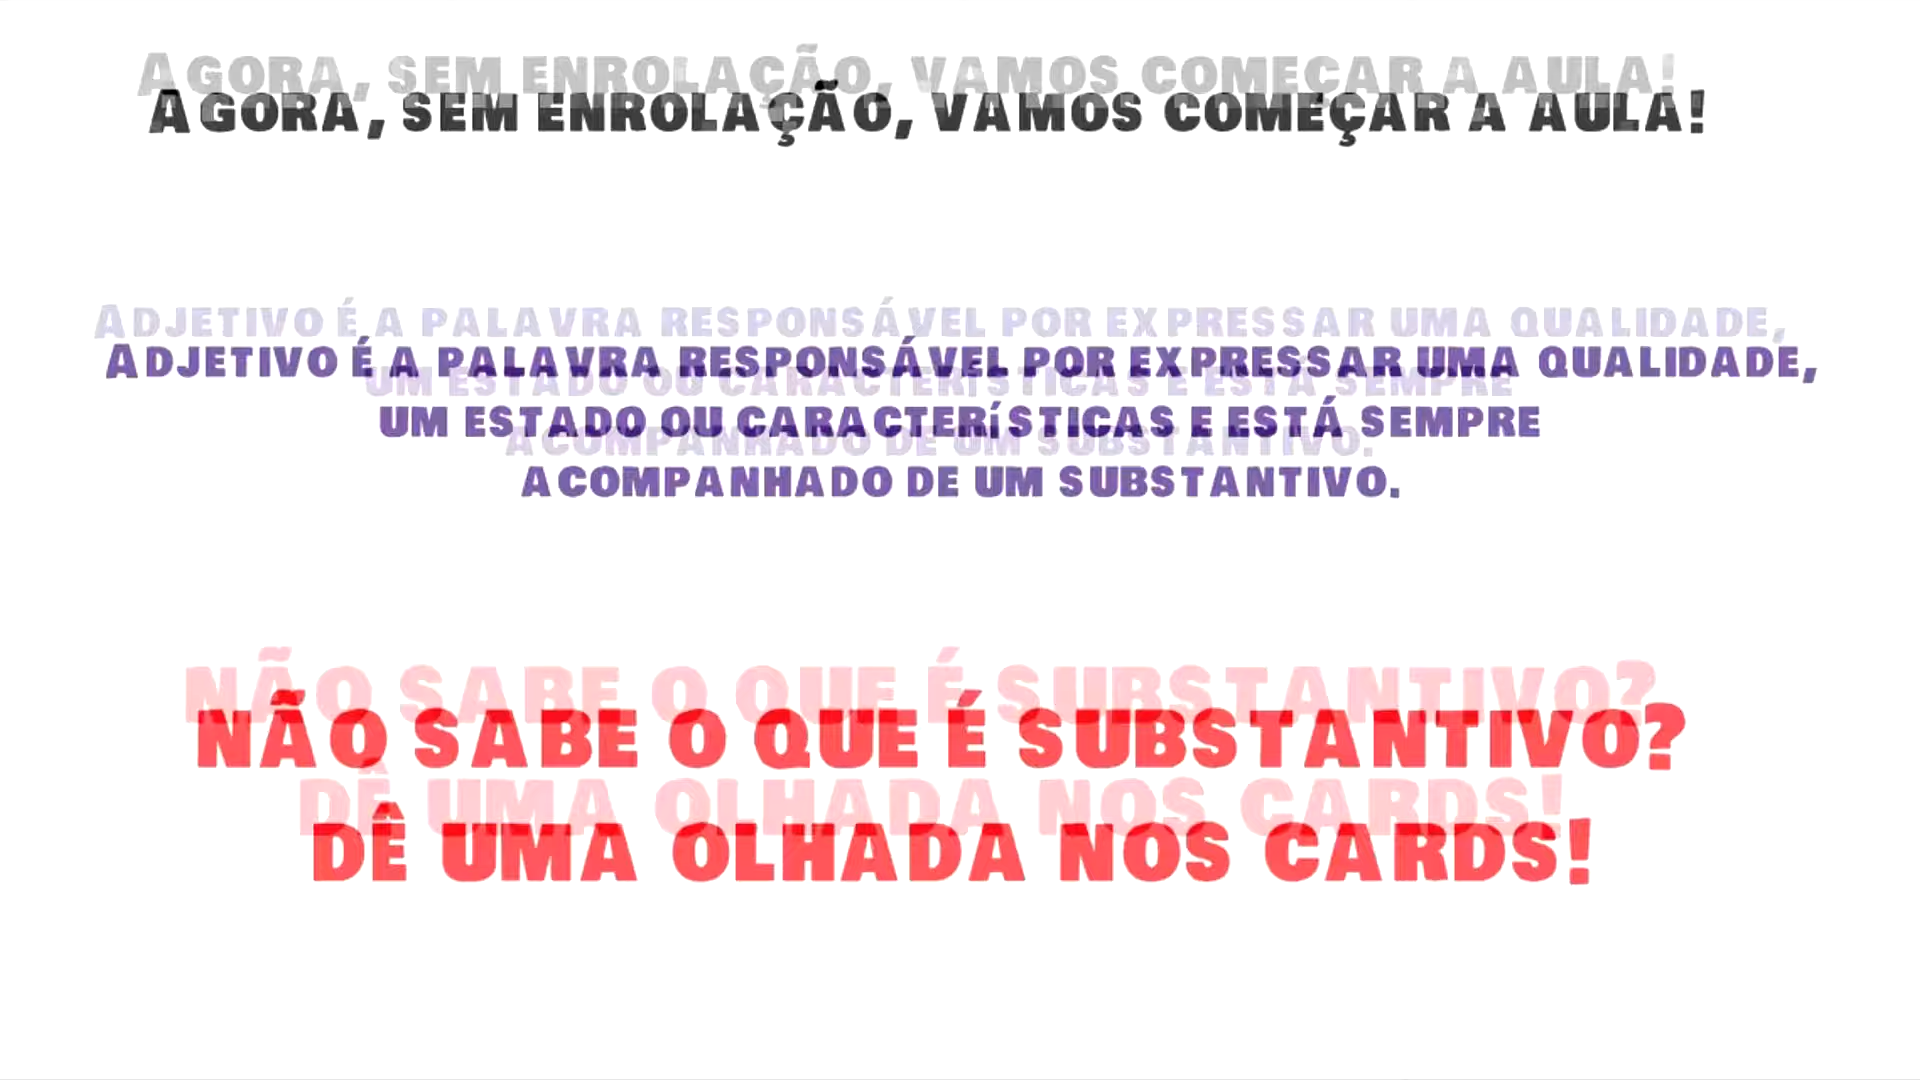 AGORA, SEM ENROLAÇÃO, VAMOS COMEÇAR A AULA!
ADJETIVO É A PALAVRA RESPONSÁVEL POR EXPRESSAR UMA QUALIDADE,
UM ESTADO OU CARACTERÍSTICAS E ESTÁ SEMPRE
ACOMPANHADO DE UM SUBSTANTIVO.
NÃO SABE O QUE É SUBSTANTIVO?
DÊ UMA OLHADA NOS CARDS!